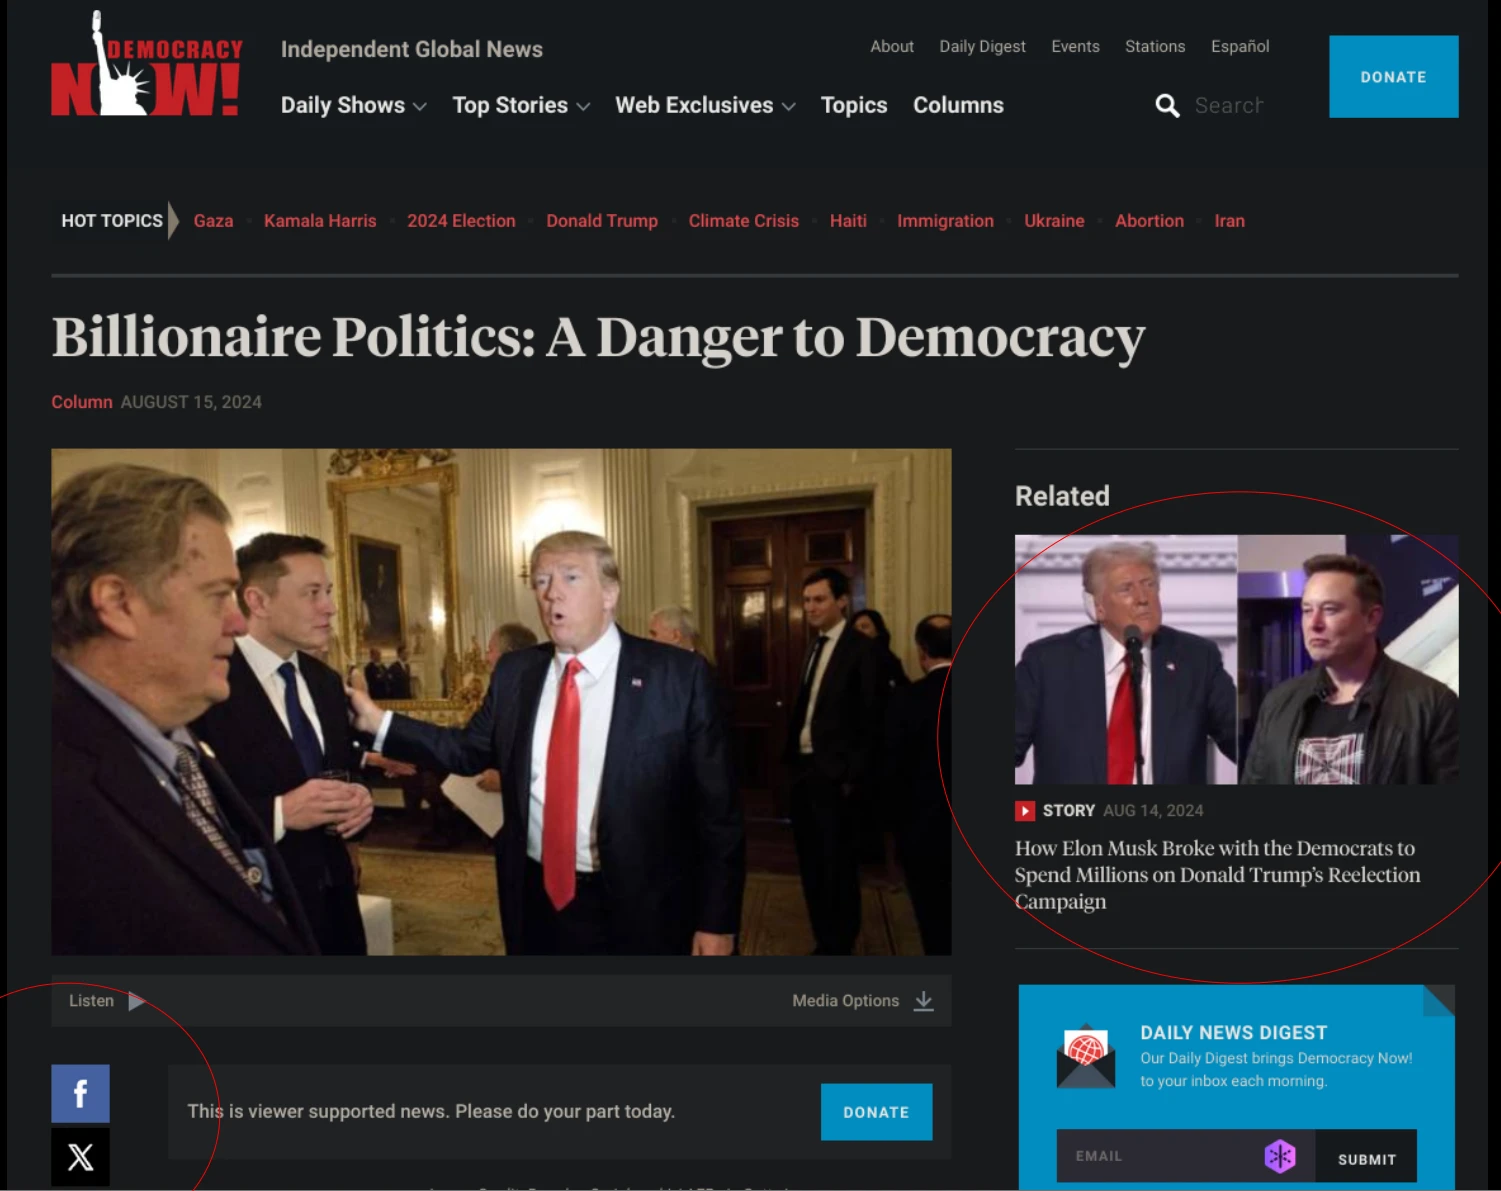 DEMOCRACY
NOW!
Independent Global News
About Daily Digest Events Stations Español
DONATE
Daily Shows Top Stories Web Exclusives Topics Columns
Search
HOT TOPICS Gaza Kamala Harris 2024 Election Donald Trump Climate Crisis Haiti Immigration Ukraine Abortion Iran
Billionaire Politics: A Danger to Democracy
Column AUGUST 15, 2024
Related
STORY AUG 14, 2024
How Elon Musk Broke with the Democrats to
Spend Millions on Donald Trump’s Reelection
Campaign
Listen
Media Options
f
X
This is viewer supported news. Please do your part today.
DONATE
DAILY NEWS DIGEST
Our Daily Digest brings Democracy Now!
to your inbox each morning.
EMAIL
SUBMIT